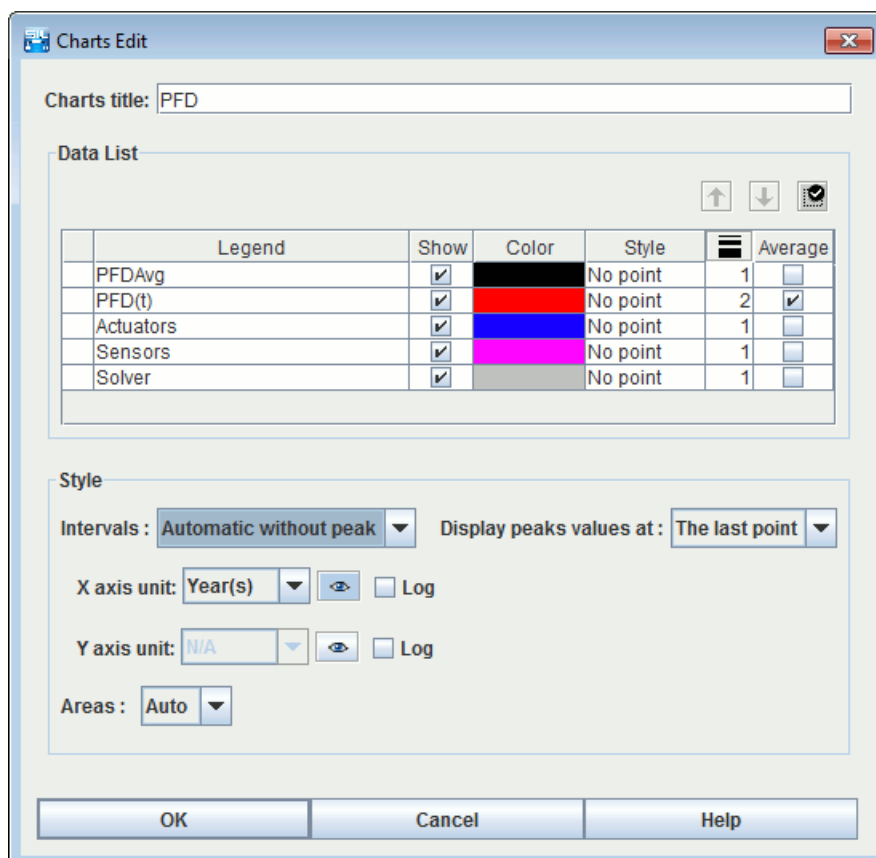 Charts Edit
Charts title: PFD
Data List
Legend Show Color Style Average
PFDAvg No point 1
PFD(t) No point 2
Actuators No point 1
Sensors No point 1
Solver No point 1
Style
Intervals : Automatic without peak Display peaks values at : The last point
X axis unit: Year(s) Log
Y axis unit: N/A Log
Areas : Auto
OK Cancel Help